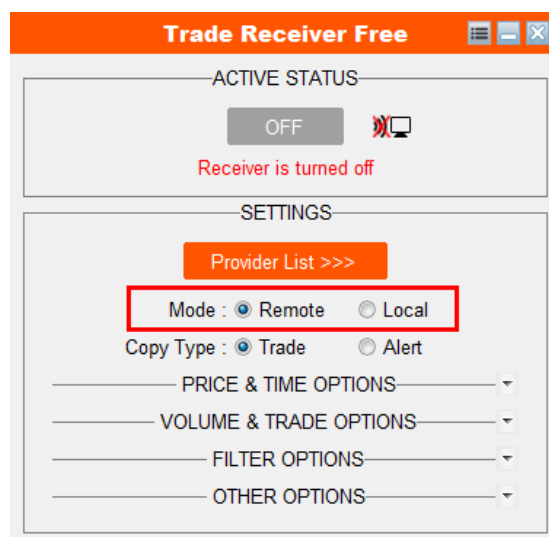 Trade Receiver Free
ACTIVE STATUS
OFF
Receiver is turned off
SETTINGS
Provider List >>>
Mode : Remote Local
Copy Type : Trade Alert
PRICE & TIME OPTIONS
VOLUME & TRADE OPTIONS
FILTER OPTIONS
OTHER OPTIONS